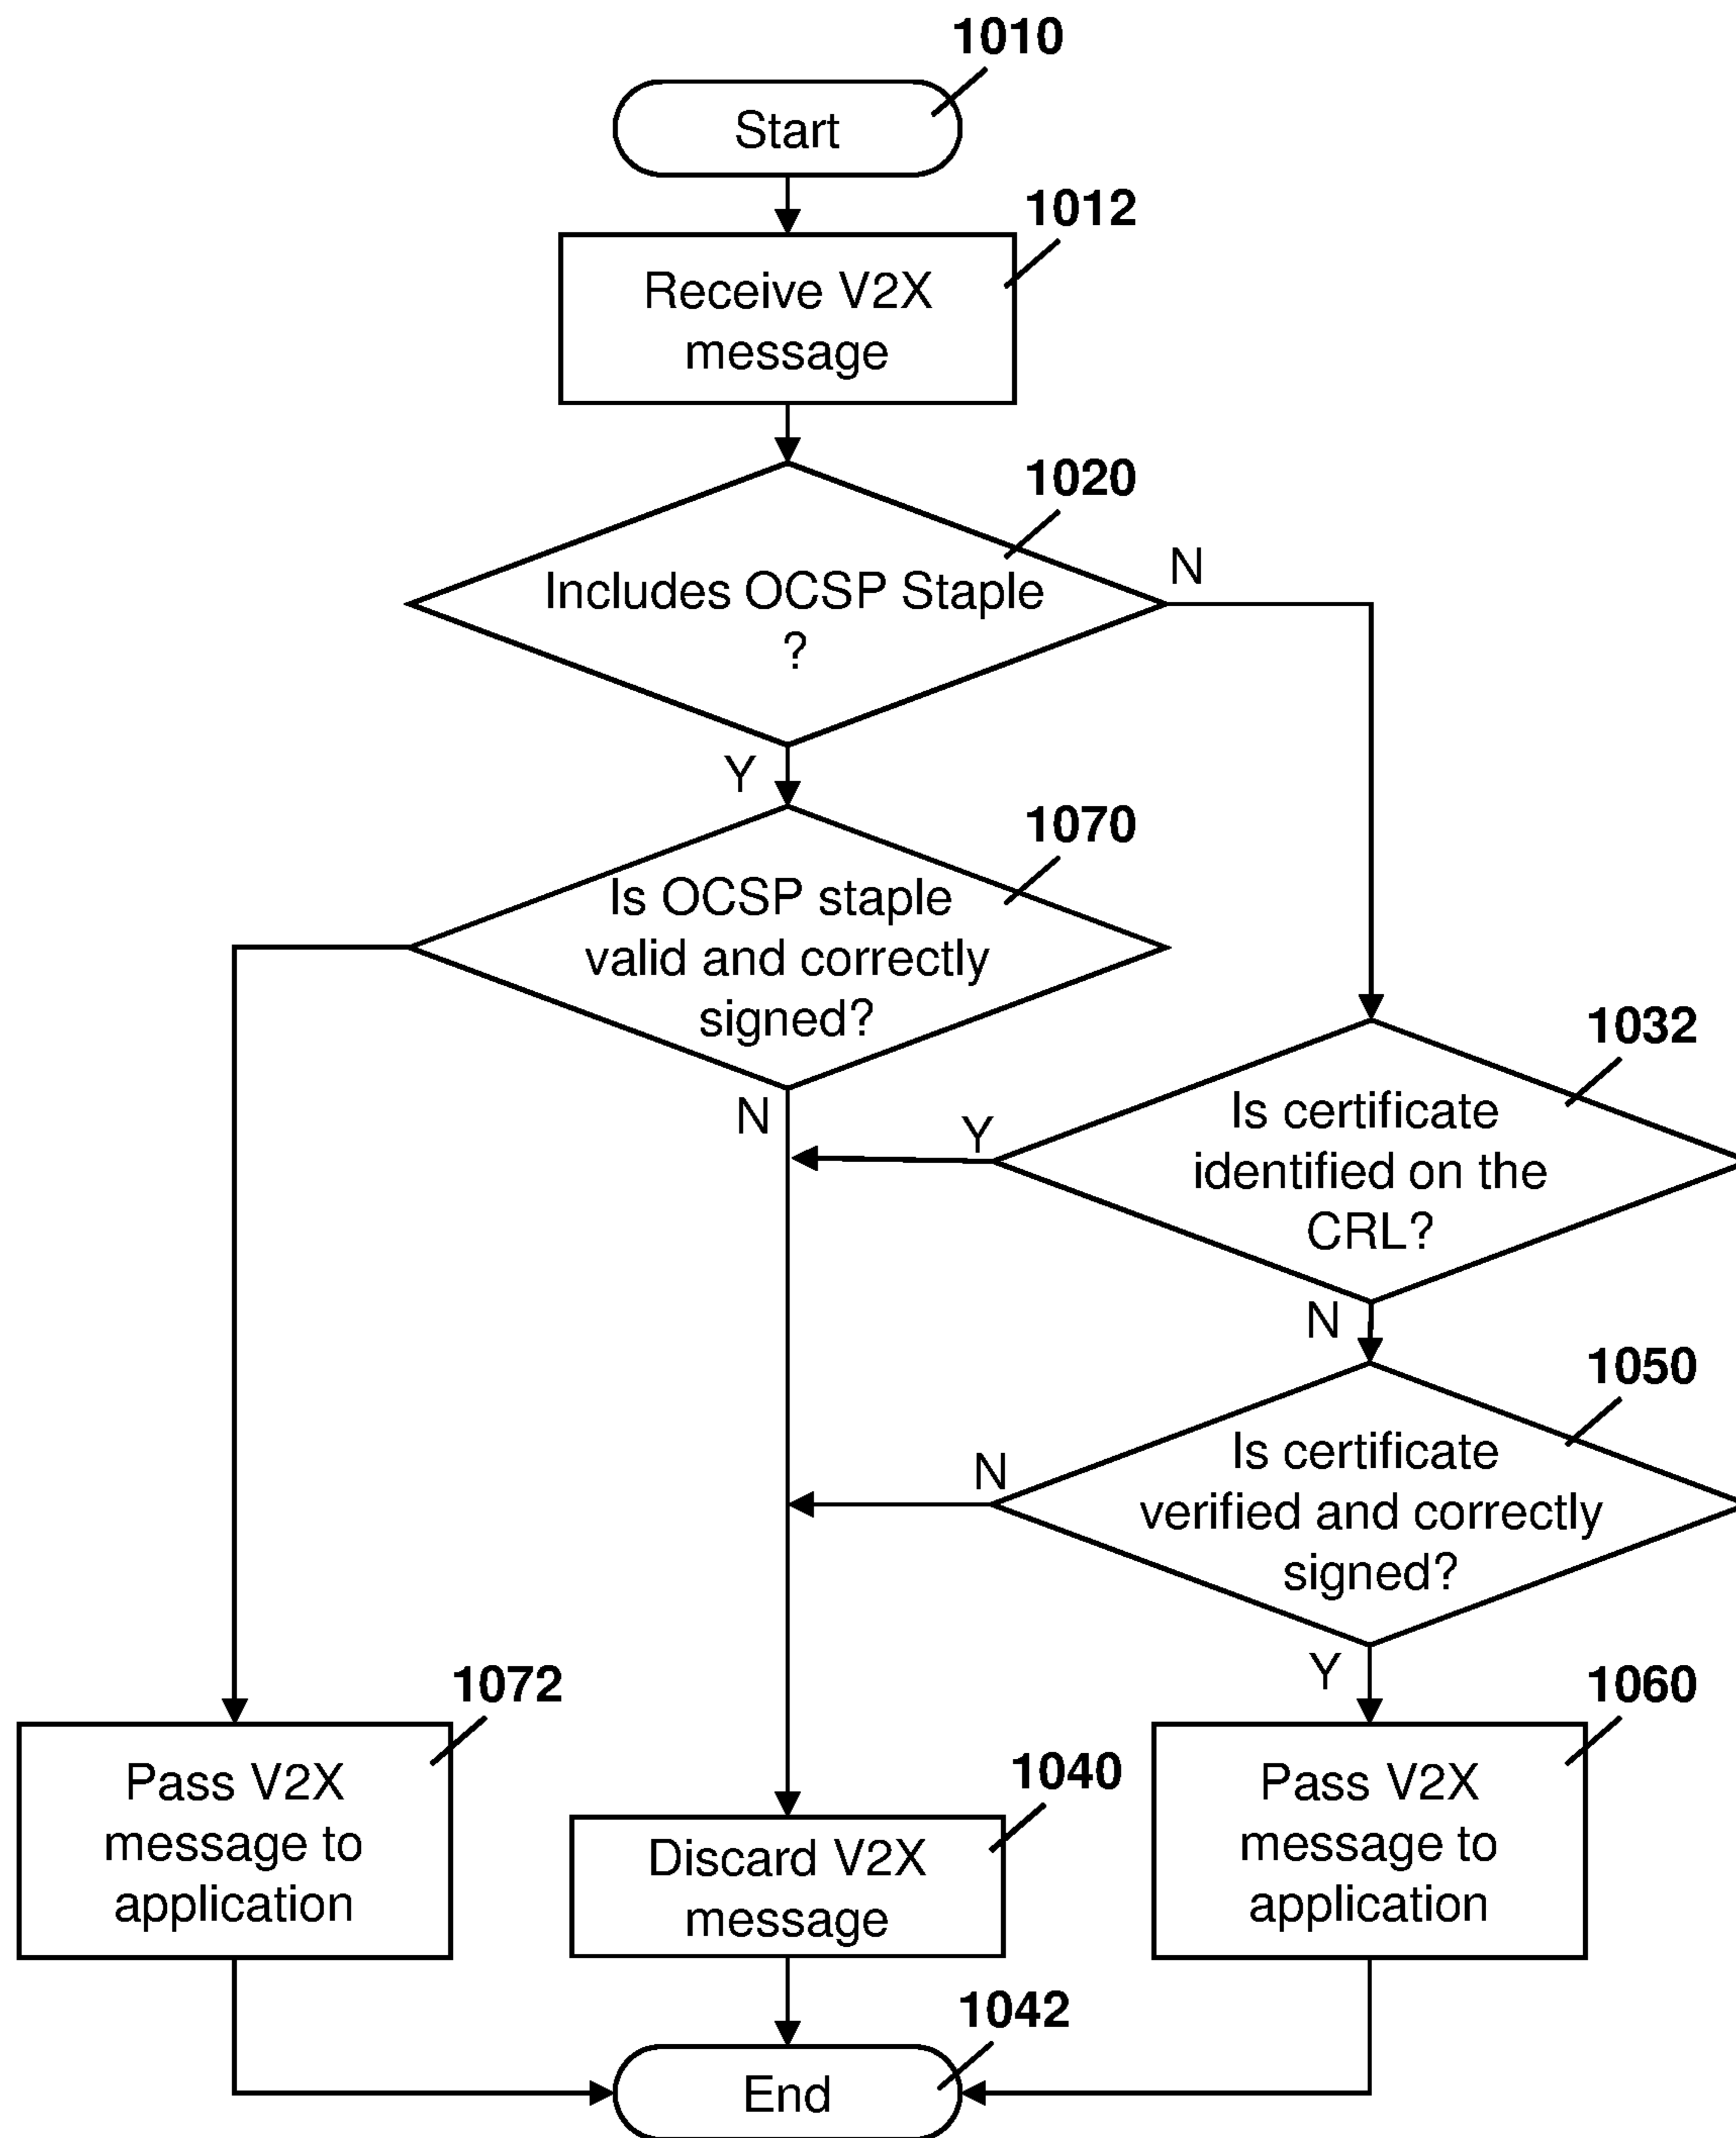 1010
Start
1012
Receive V2X
message
1020
Includes OCSP Staple
?
N
Y
1070
Is OCSP staple
valid and correctly
signed?
N
1032
Is certificate
identified on the
CRL?
Y
N
1050
Is certificate
verified and correctly
signed?
N
Y
1072
Pass V2X
message to
application
1040
Discard V2X
message
1060
Pass V2X
message to
application
1042
End